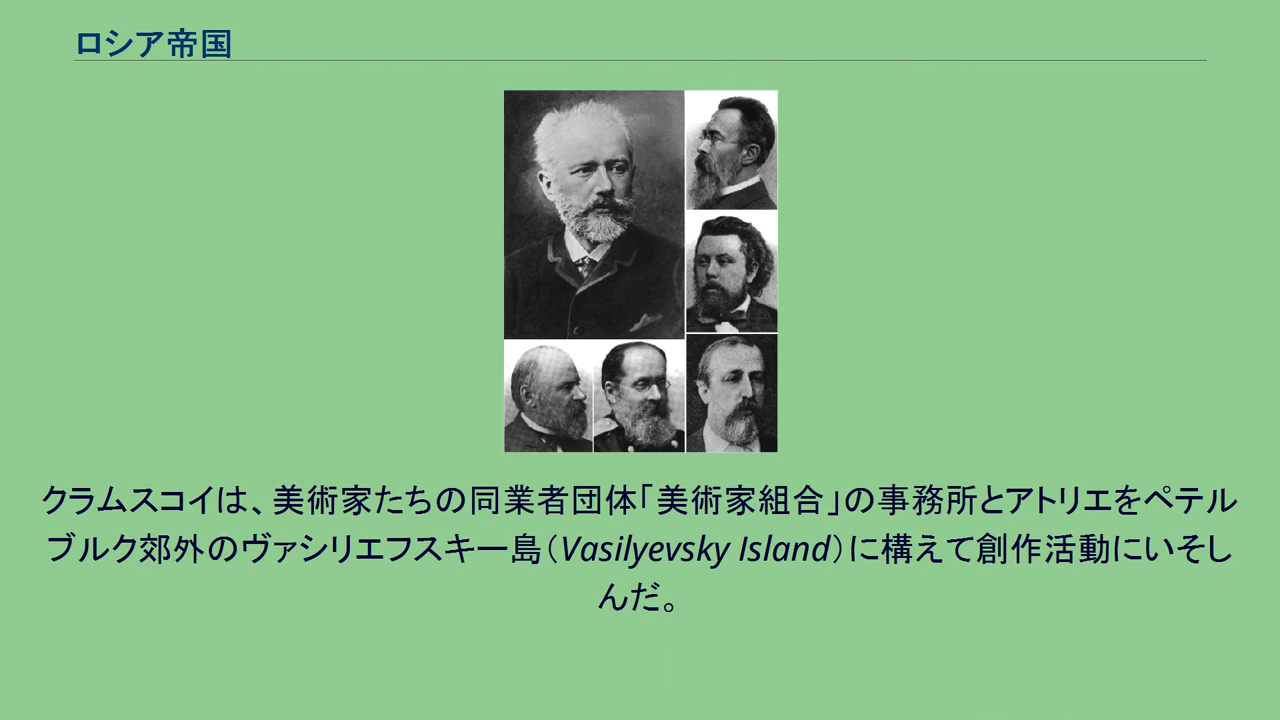 ロシア帝国
クラムスコイは、美術家たちの同業者団体「美術家組合」の事務所とアトリエをペテル
ブルク郊外のヴァシリエフスキー島（Vasilyevsky Island）に構えて創作活動にいそし
んだ。